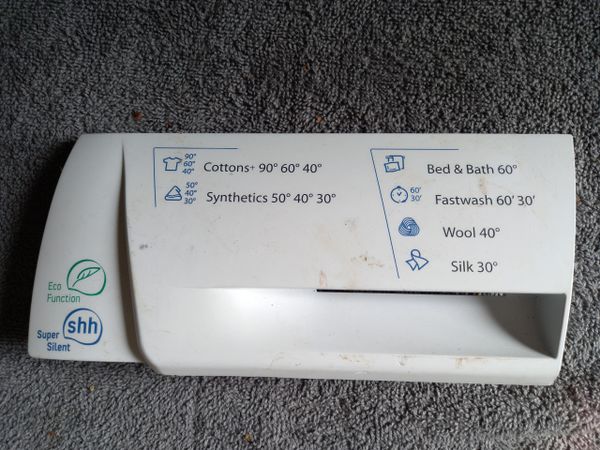 90°
60°
40°
Cottons+ 90° 60° 40°
50°
40°
30°
Synthetics 50° 40° 30°
Bed & Bath 60°
60'
30'
Fastwash 60' 30'
Wool 40°
Silk 30°
Eco
Function
Super
Silent
shh